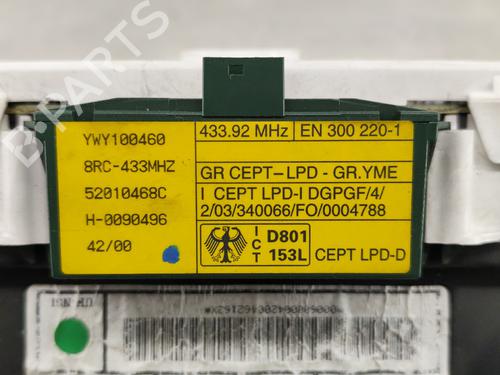 YWY100460
8RC-433MHZ
52010468C
H-0090496
42/00
433.92 MHz
EN 300 220-1
GR CEPT-LPD - GR.YME
I CEPT LPD-I DGPGF/4/
2/03/340066/FO/0004788
I
C
T
D801
153L
CEPT LPD-D